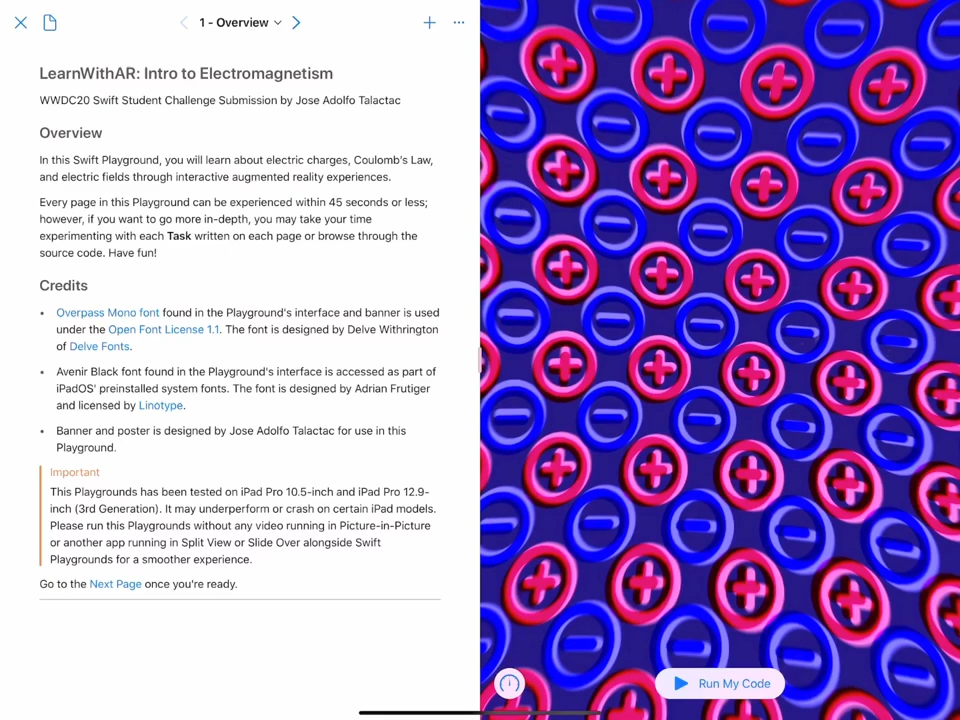 1 - Overview
LearnWithAR: Intro to Electromagnetism
WWDC20 Swift Student Challenge Submission by Jose Adolfo Talactac
Overview
In this Swift Playground, you will learn about electric charges, Coulomb's Law,
and electric fields through interactive augmented reality experiences.
Every page in this Playground can be experienced within 45 seconds or less;
however, if you want to go more in-depth, you may take your time
experimenting with each Task written on each page or browse through the
source code. Have fun!
Credits
• Overpass Mono font found in the Playground's interface and banner is used
under the Open Font License 1.1. The font is designed by Delve Withrington
of Delve Fonts.
• Avenir Black font found in the Playground's interface is accessed as part of
iPadOS' preinstalled system fonts. The font is designed by Adrian Frutiger
and licensed by Linotype.
• Banner and poster is designed by Jose Adolfo Talactac for use in this
Playground.
Important
This Playgrounds has been tested on iPad Pro 10.5-inch and iPad Pro 12.9-
inch (3rd Generation). It may underperform or crash on certain iPad models.
Please run this Playgrounds without any video running in Picture-in-Picture
or another app running in Split View or Slide Over alongside Swift
Playgrounds for a smoother experience.
Go to the Next Page once you're ready.
Run My Code